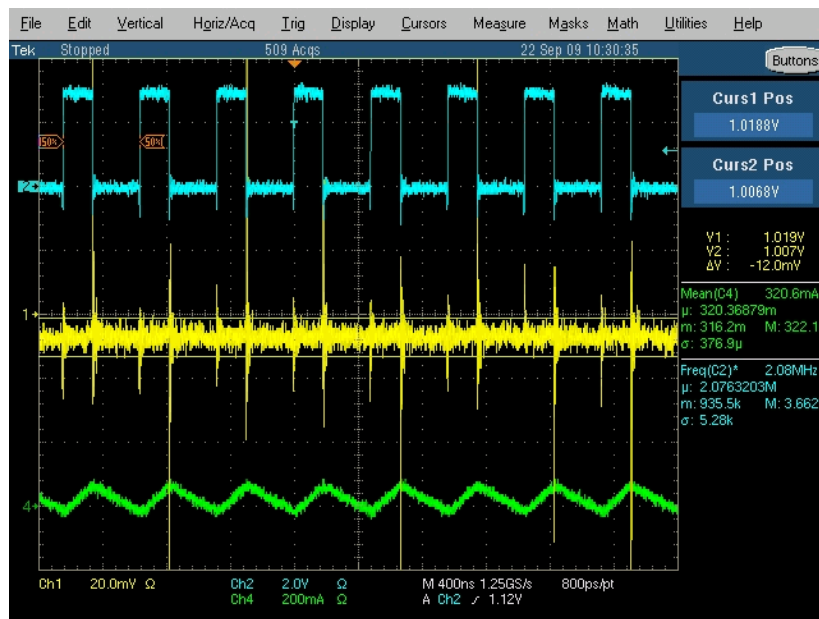 File Edit Vertical Horiz/Acq Trig Display Cursors Measure Masks Math Utilities Help
Tek Stopped 509 Acqs 22 Sep 09 10:30:35
Buttons
Curs1 Pos
1.0188V
Curs2 Pos
1.0068V
50% 50%
T
2
V1: 1.019V
V2: 1.007V
ΔV: -12.0mV
Mean(C4) 320.6mA
µ: 320.36879m
m: 316.2m M: 322.1
σ: 376.9µ
1
Freq(C2)* 2.08MHz
µ: 2.0763203M
m: 935.5k M: 3.662
σ: 5.28k
4
Ch1 20.0mV Ω Ch2 2.0V Ω M 400ns 1.25GS/s 800ps/pt
Ch4 200mA Ω A Ch2 ⁄ 1.12V